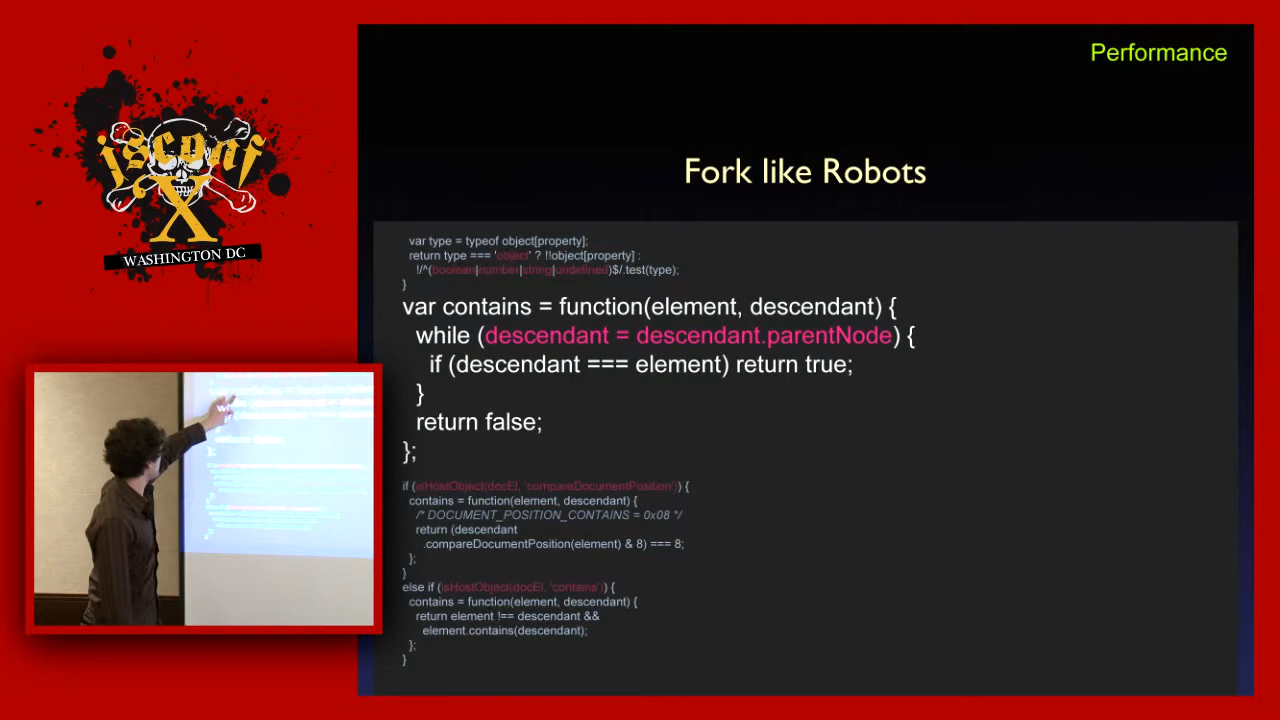 jsconf
X
WASHINGTON DC
Performance
Fork like Robots
var type = typeof object[property];
return type === 'object' ? !!object[property] :
!/^(boolean|number|string|undefined)$/.test(type);
}
var contains = function(element, descendant) {
while (descendant = descendant.parentNode) {
if (descendant === element) return true;
}
return false;
};
if (isHostObject(docEl, 'compareDocumentPosition')) {
contains = function(element, descendant) {
/* DOCUMENT_POSITION_CONTAINS = 0x08 */
return (descendant
.compareDocumentPosition(element) & 8) === 8;
};
}
else if (isHostObject(docEl, 'contains')) {
contains = function(element, descendant) {
return element !== descendant &&
element.contains(descendant);
};
}